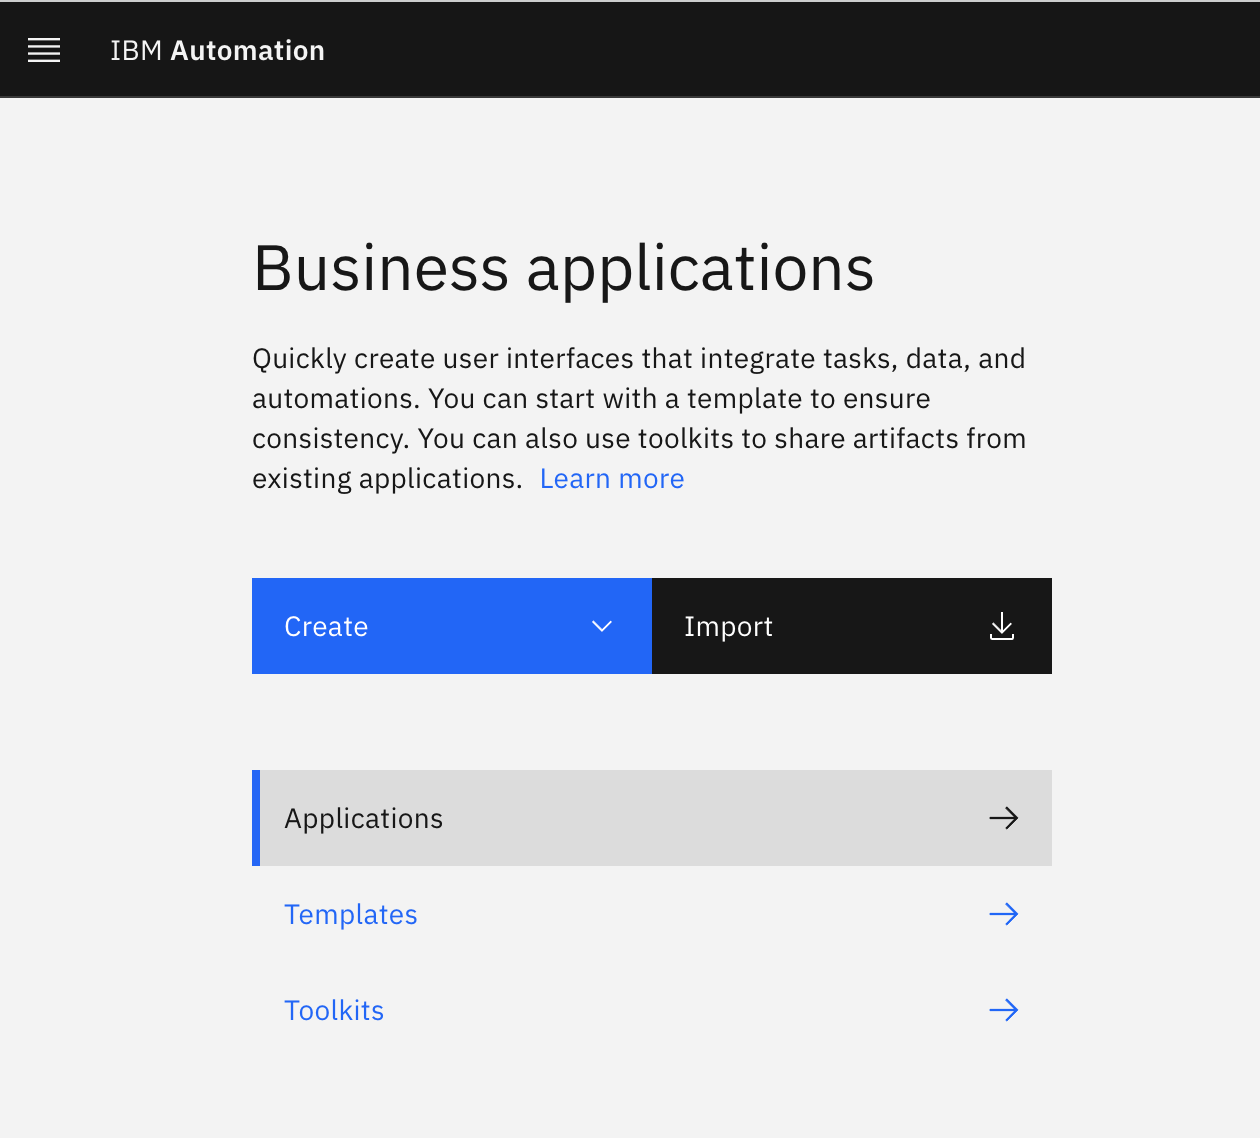 IBM Automation
Business applications
Quickly create user interfaces that integrate tasks, data, and
automations. You can start with a template to ensure
consistency. You can also use toolkits to share artifacts from
existing applications. Learn more
Create
Import
Applications
Templates
Toolkits